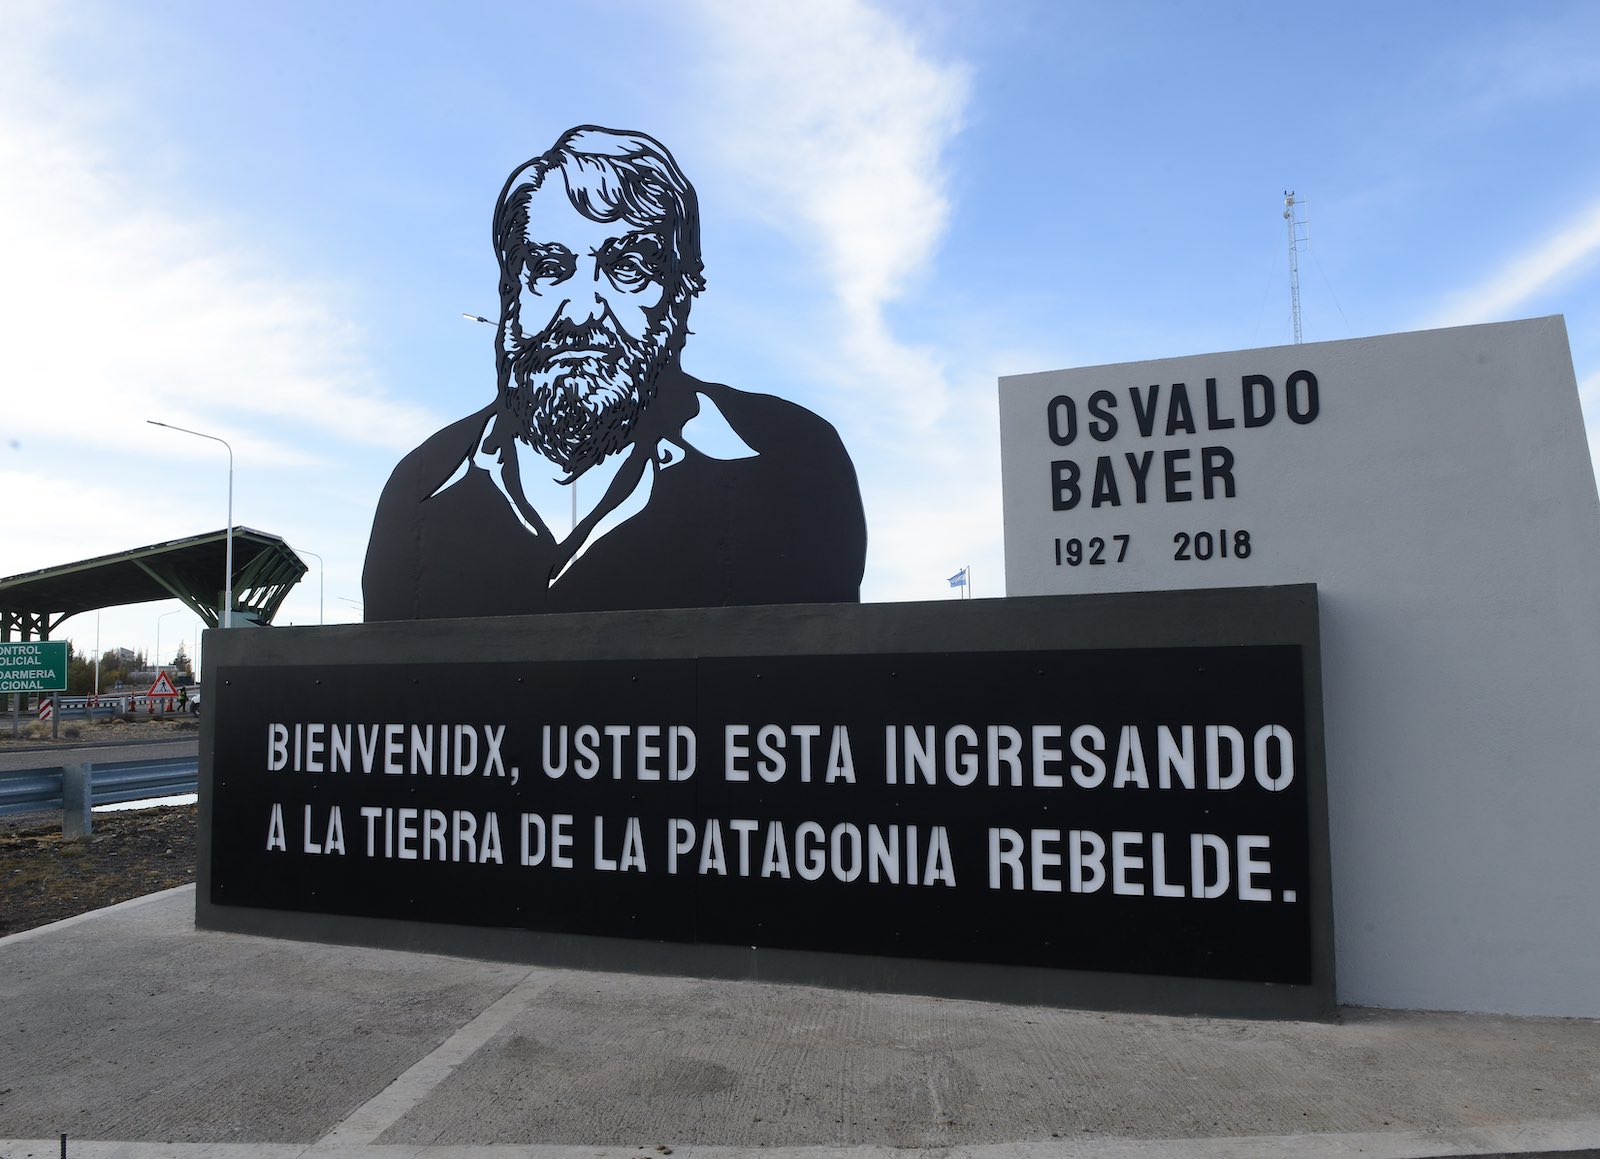 OSVALDO
BAYER
1927 2018
BIENVENIDX, USTED ESTA INGRESANDO
A LA TIERRA DE LA PATAGONIA REBELDE.